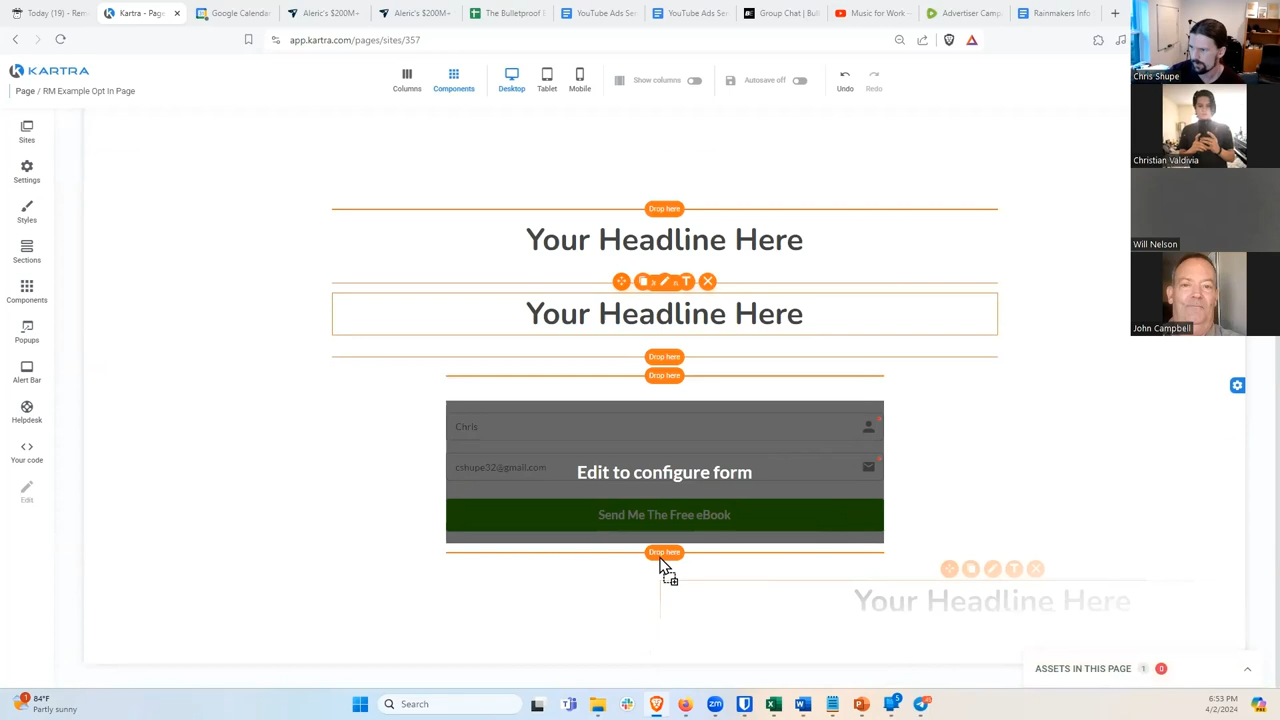 Today (19) - Rem
Kartra - Page
Google Calendar
Aleric's $200M+
Aleric's $200M+
The Bulletproof
YouTube Ads Ser
YouTube Ads Ser
Group Chat | Bul
Music for Work
Advertiser Camp
Rainmakers Info
app.kartra.com/pages/sites/357
KARTRA
Page / RM Example Opt In Page
Columns
Components
Desktop
Tablet
Mobile
Show columns
Autosave off
Undo
Redo
Sites
Settings
Styles
Sections
Components
Popups
Alert Bar
Helpdesk
Your code
Edit
Drop here
Your Headline Here
Your Headline Here
Drop here
Drop here
Chris
cshupe32@gmail.com
Edit to configure form
Send Me The Free eBook
Drop here
Your Headline Here
ASSETS IN THIS PAGE 1 0
Chris Shupe
Christian Valdivia
Will Nelson
John Campbell
84°F
Partly sunny
Search
6:53 PM
4/2/2024